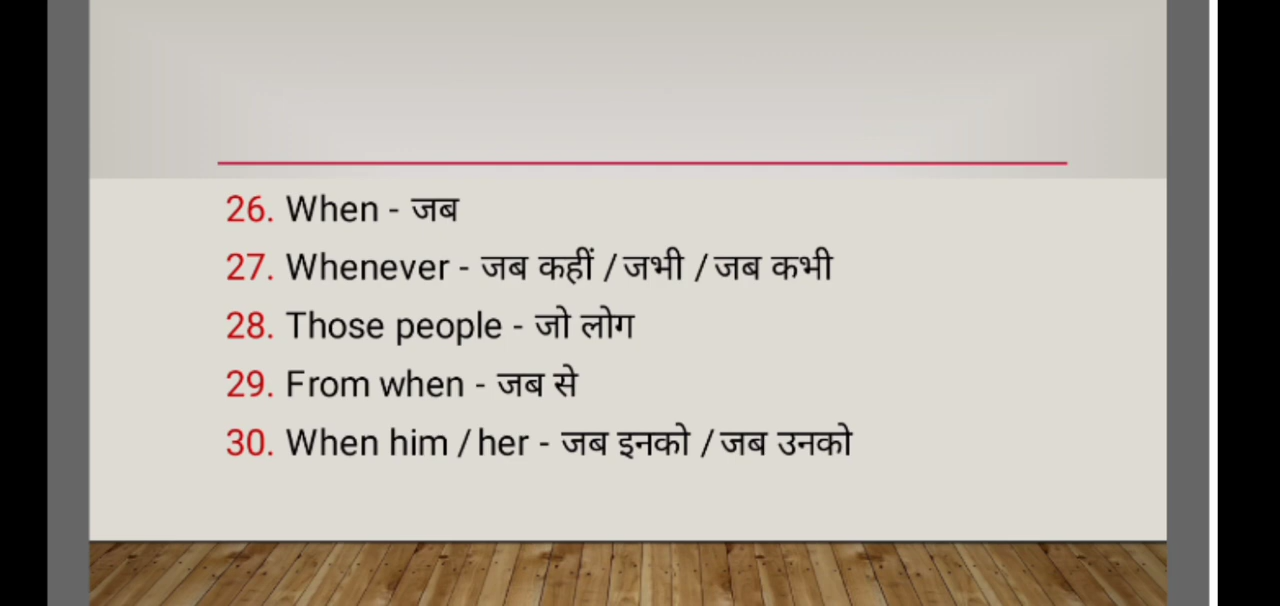 26. When - जब
27. Whenever - जब कहीं / जभी / जब कभी
28. Those people - जो लोग
29. From when - जब से
30. When him / her - जब इनको / जब उनको